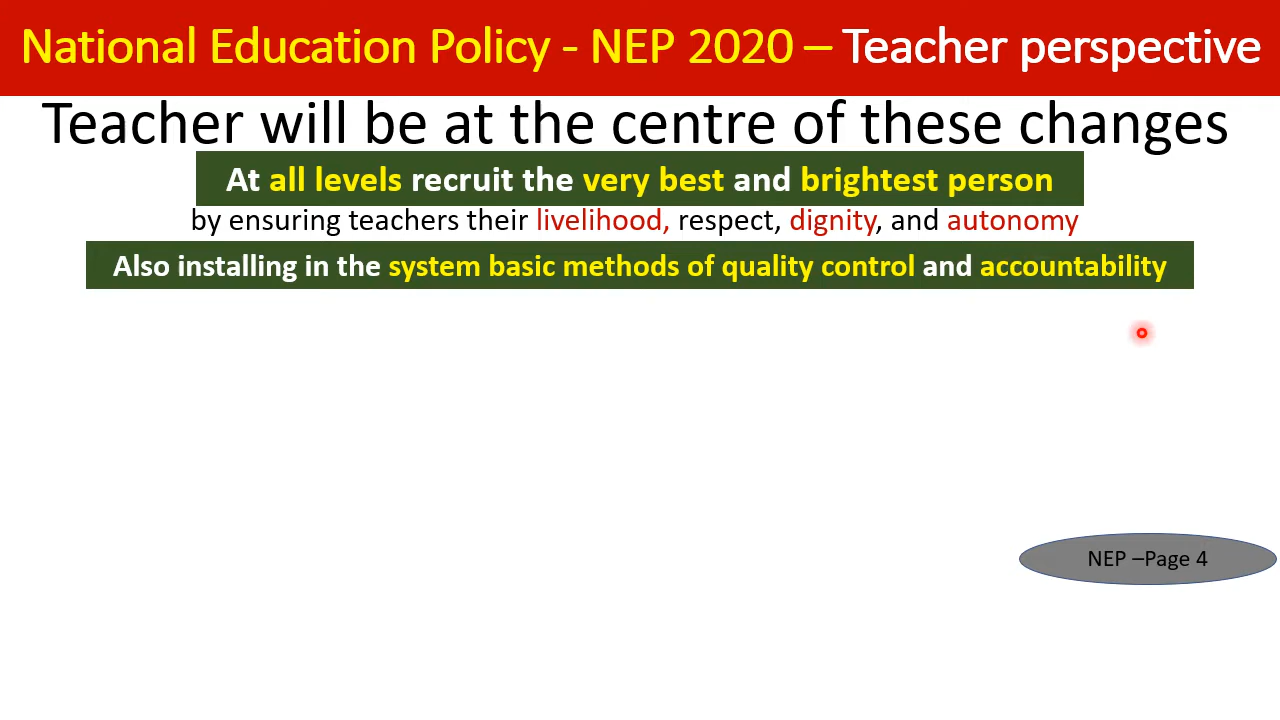 National Education Policy - NEP 2020 – Teacher perspective
Teacher will be at the centre of these changes
At all levels recruit the very best and brightest person
by ensuring teachers their livelihood, respect, dignity, and autonomy
Also installing in the system basic methods of quality control and accountability
NEP –Page 4